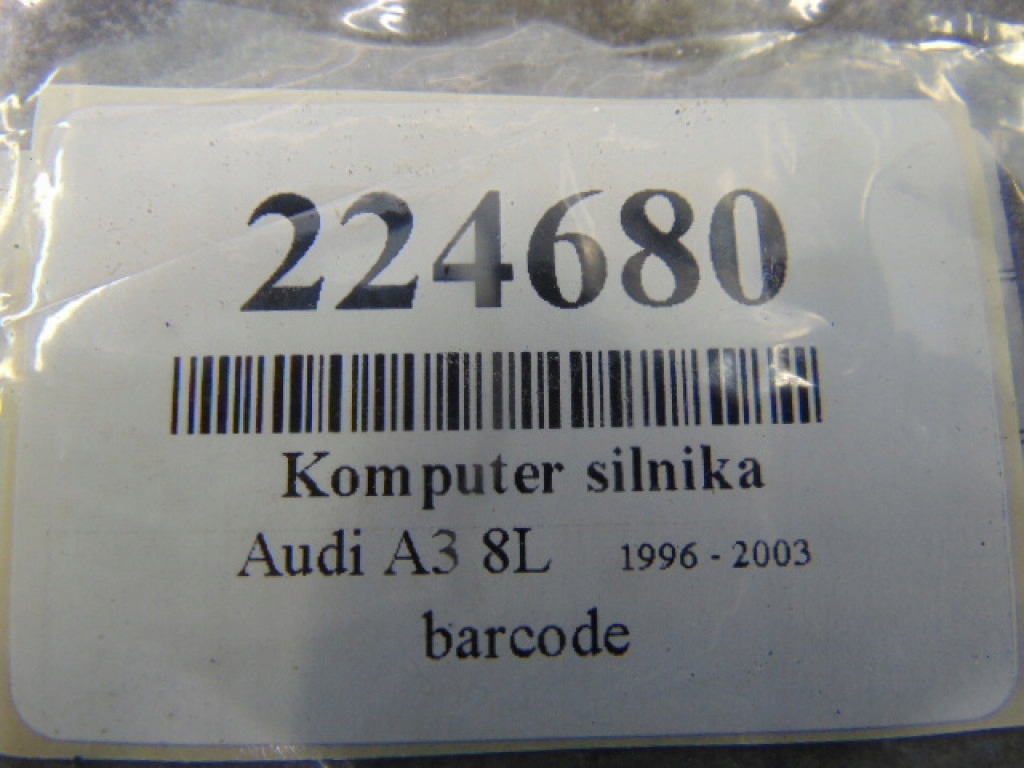 224680
Komputer silnika
Audi A3 8L 1996 - 2003
barcode